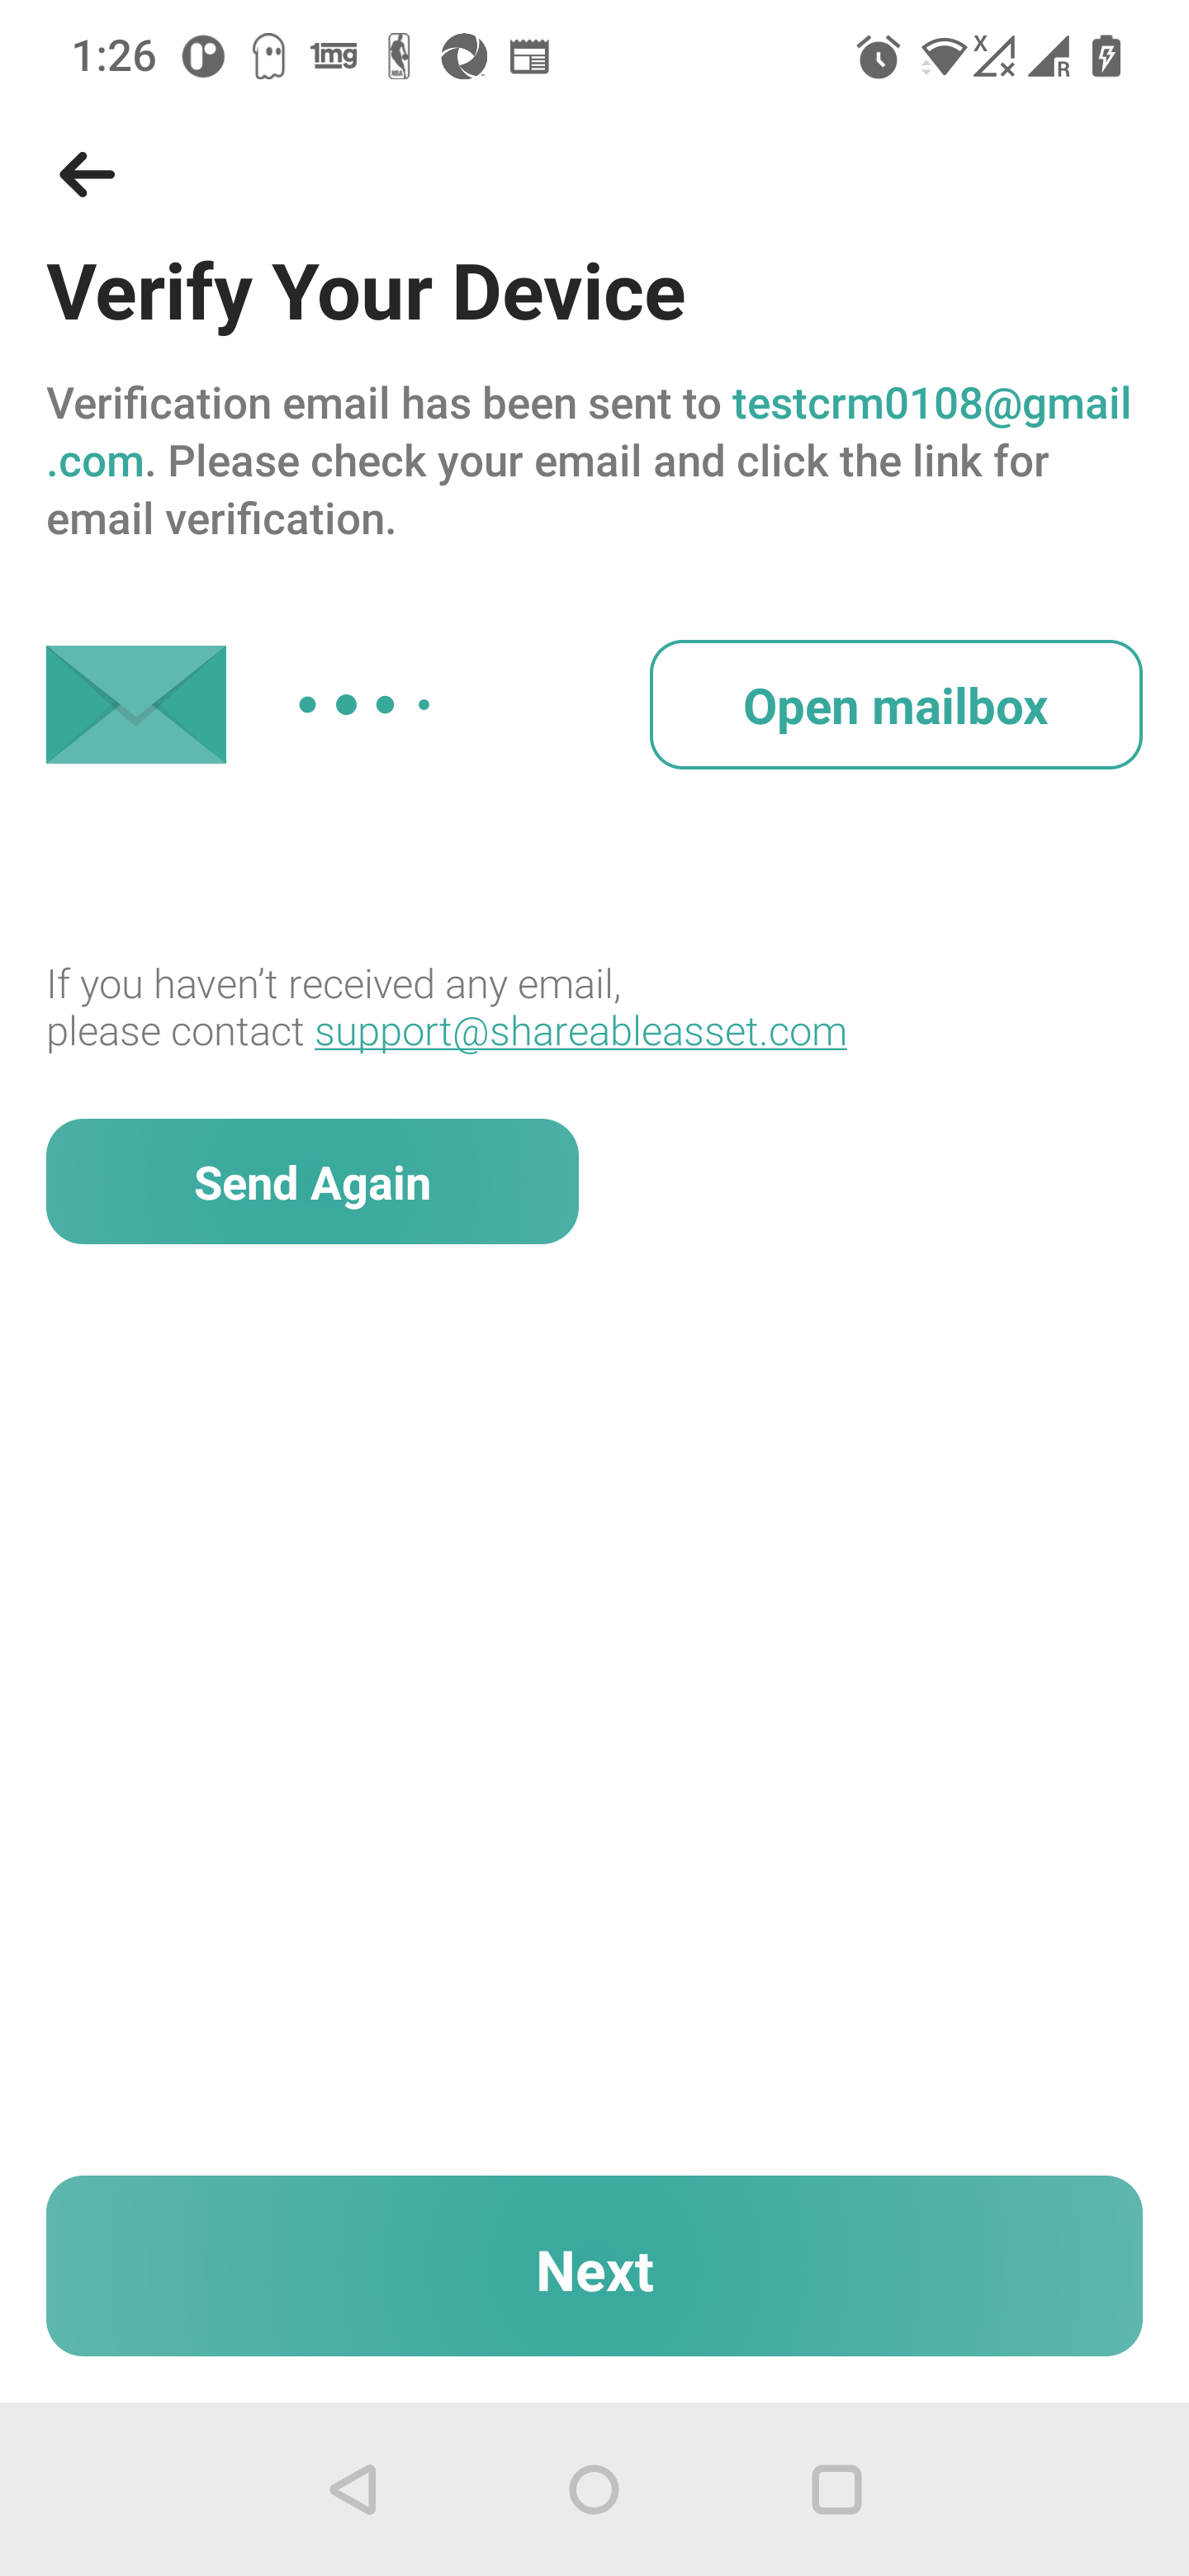 1:26 1mg NBA X R
Verify Your Device
Verification email has been sent to testcrm0108@gmail
.com. Please check your email and click the link for
email verification.
Open mailbox
If you haven’t received any email,
please contact support@shareableasset.com
Send Again
Next